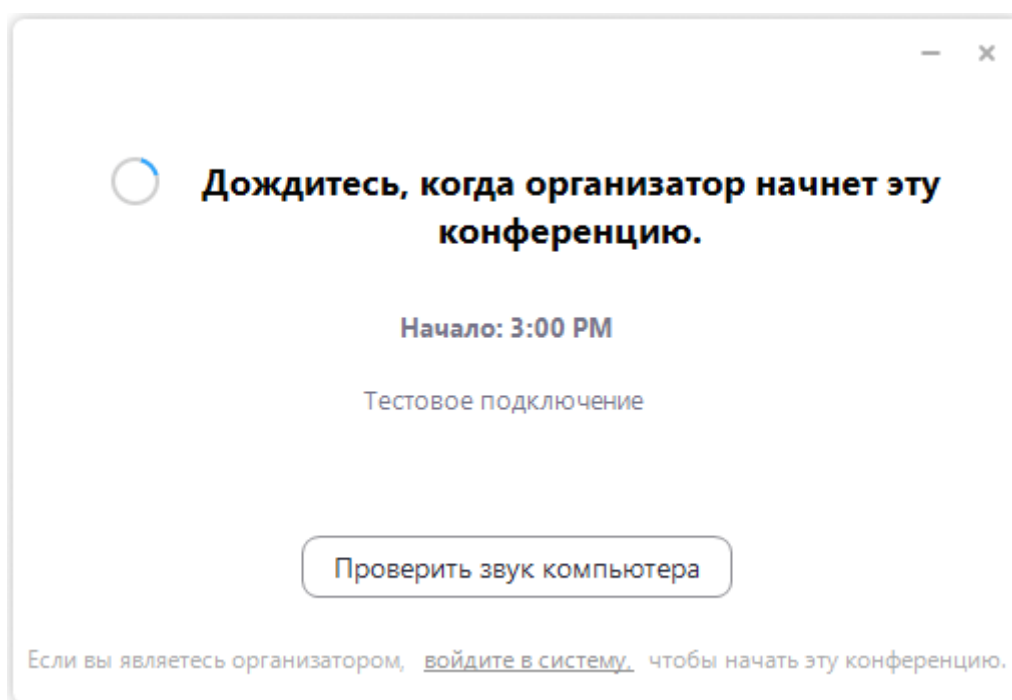 Дождитесь, когда организатор начнет эту
конференцию.
Начало: 3:00 PM
Тестовое подключение
Проверить звук компьютера
Если вы являетесь организатором, войдите в систему, чтобы начать эту конференцию.